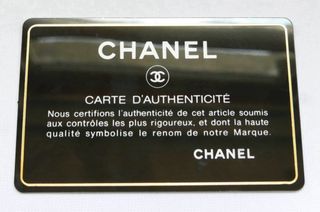 CHANEL
CARTE D'AUTHENTICITÉ
Nous certifions l'authenticité de cet article soumis
aux contrôles les plus rigoureux, et dont la haute
qualité symbolise le renom de notre Marque.
CHANEL